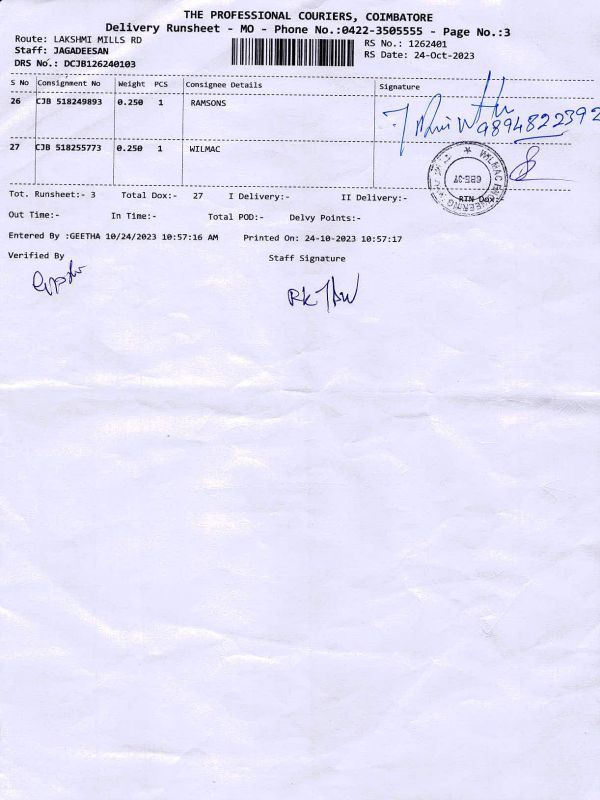 THE PROFESSIONAL COURIERS, COIMBATORE
Delivery Runsheet - MO - Phone No.:0422-3505555 - Page No.:3
Route: LAKSHMI MILLS RD RS No.: 1262401
Staff: JAGADEESAN RS Date: 24-Oct-2023
DRS No.: DCJB126240103
S No Consignment No Weight PCS Consignee Details Signature
26 CJB 518249893 0.250 1 RAMSONS
9894822392
27 CJB 518255773 0.250 1 WILMAC
WILMAC ENGINEERING
CBE-37
RTN Dox:-
Tot. Runsheet:- 3 Total Dox:- 27 I Delivery:- II Delivery:-
Out Time:- In Time:- Total POD:- Delvy Points:-
Entered By :GEETHA 10/24/2023 10:57:16 AM Printed On: 24-10-2023 10:57:17
Verified By Staff Signature